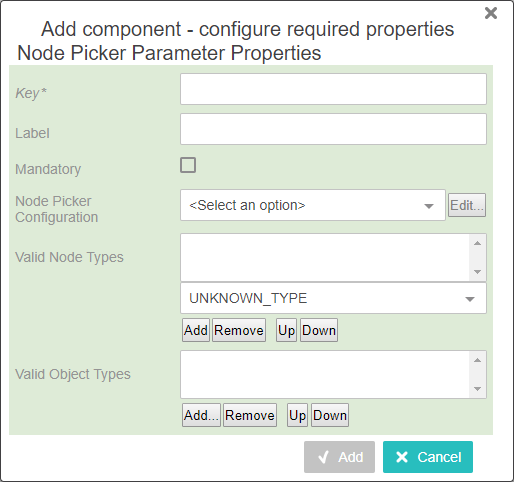 Add component - configure required properties
Node Picker Parameter Properties
Key*
Label
Mandatory
Node Picker
Configuration
<Select an option>
Edit...
Valid Node Types
UNKNOWN_TYPE
Add Remove Up Down
Valid Object Types
Add... Remove Up Down
Add Cancel